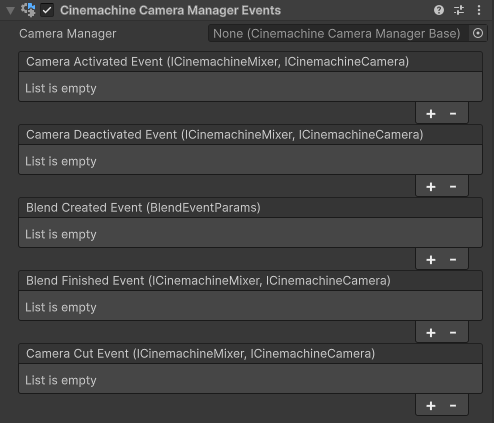 Cinemachine Camera Manager Events
Camera Manager None (Cinemachine Camera Manager Base)
Camera Activated Event (ICinemachineMixer, ICinemachineCamera)
List is empty
+ -
Camera Deactivated Event (ICinemachineMixer, ICinemachineCamera)
List is empty
+ -
Blend Created Event (BlendEventParams)
List is empty
+ -
Blend Finished Event (ICinemachineMixer, ICinemachineCamera)
List is empty
+ -
Camera Cut Event (ICinemachineMixer, ICinemachineCamera)
List is empty
+ -